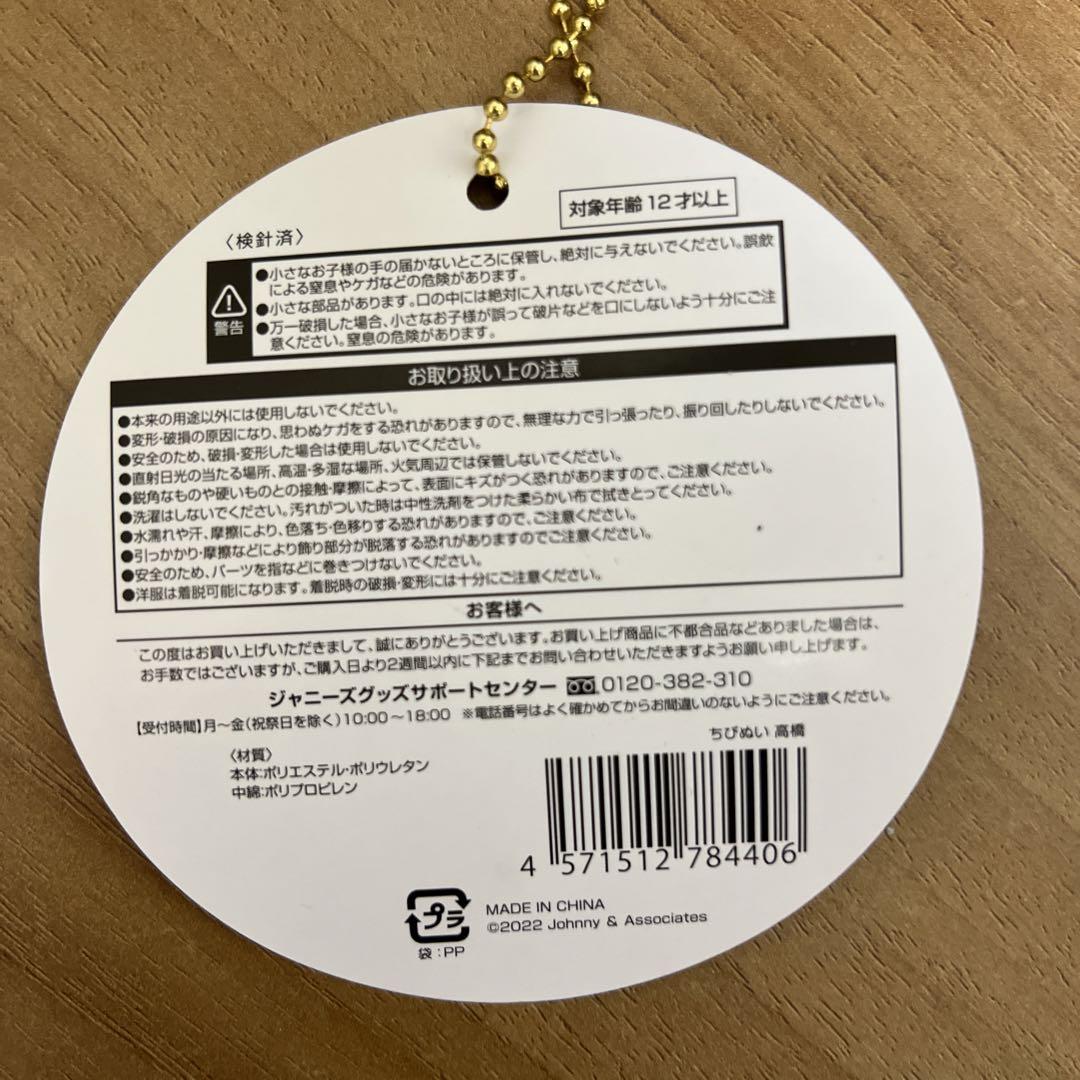 対象年齢12才以上
〈検針済〉
警告
●小さなお子様の手の届かないところに保管し、絶対に与えないでください。誤飲
による窒息やケガなどの危険があります。
●小さな部品があります。口の中には絶対に入れないでください。
●万一破損した場合、小さなお子様が誤って破片などを口にしないよう十分にご注
意ください。窒息の危険があります。
お取り扱い上の注意
●本来の用途以外には使用しないでください。
●変形・破損の原因になり、思わぬケガをする恐れがありますので、無理な力で引っ張ったり、振り回したりしないでください。
●安全のため、破損・変形した場合は使用しないでください。
●直射日光の当たる場所、高温・多湿な場所、火気周辺では保管しないでください。
●鋭角なものや硬いものとの接触・摩擦によって、表面にキズがつく恐れがありますので、ご注意ください。
●洗濯はしないでください。汚れがついた時は中性洗剤をつけた柔らかい布で拭きとってください。
●水濡れや汗、摩擦により、色落ち・色移りする恐れがありますので、ご注意ください。
●引っかかり・摩擦などにより飾り部分が脱落する恐れがありますのでご注意ください。
●安全のため、パーツを指などに巻きつけないでください。
●洋服は着脱可能になります。着脱時の破損・変形には十分にご注意ください。
お客様へ
この度はお買い上げいただきまして、誠にありがとうございます。お買い上げ商品に不都合品などありました場合は、
お手数ではございますが、ご購入日より2週間以内に下記までお問い合わせいただきますようお願い申し上げます。
ジャニーズグッズサポートセンター 0120-382-310
【受付時間】月〜金(祝祭日を除く)10:00〜18:00 ※電話番号はよく確かめてからお間違いのないようにご注意ください。
ちびぬい 高橋
〈材質〉
本体:ポリエステル・ポリウレタン
中綿:ポリプロピレン
4 571512 784406
プラ
袋:PP
MADE IN CHINA
©2022 Johnny & Associates